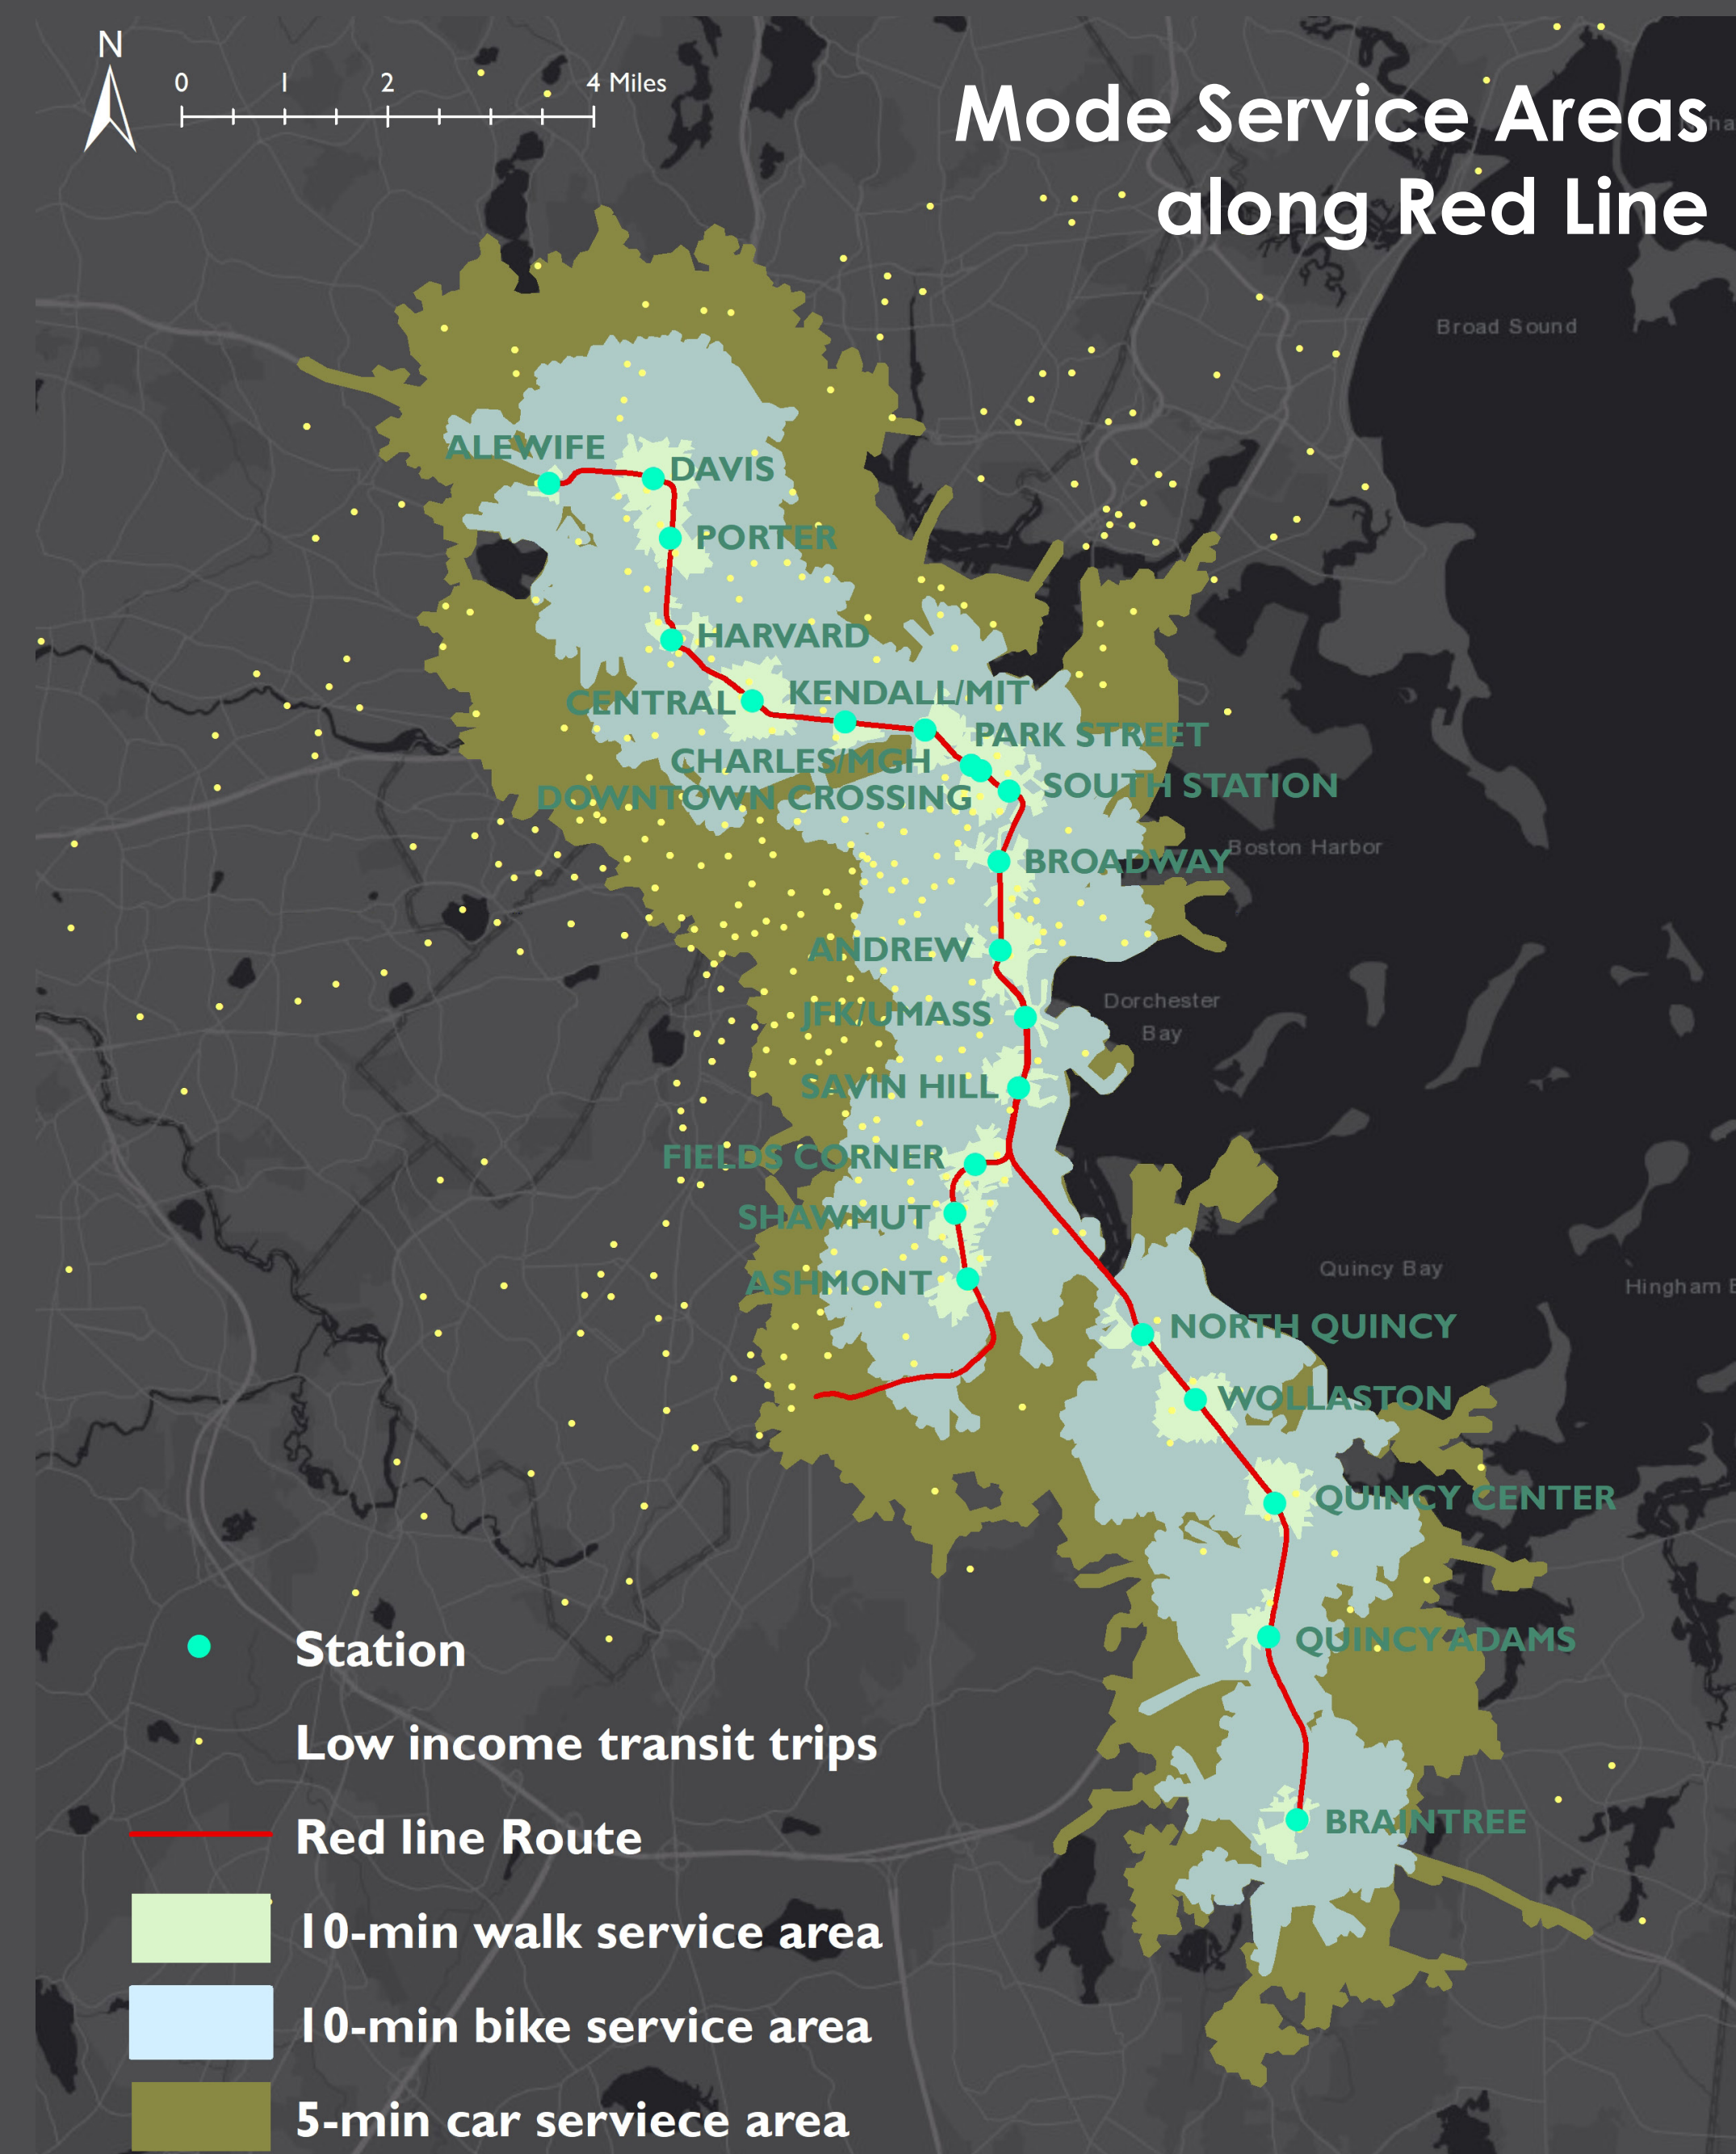 N
0 1 2 4 Miles
Mode Service Areas
along Red Line
Broad Sound
ALEWIFE
DAVIS
PORTER
HARVARD
CENTRAL
KENDALL/MIT
PARK STREET
CHARLES/MGH
SOUTH STATION
DOWNTOWN CROSSING
Boston Harbor
BROADWAY
ANDREW
Dorchester
Bay
JFK/UMASS
SAVIN HILL
FIELDS CORNER
SHAWMUT
Quincy Bay
ASHMONT
Hingham
NORTH QUINCY
WOLLASTON
QUINCY CENTER
QUINCY ADAMS
BRAINTREE
Station
Low income transit trips
Red line Route
10-min walk service area
10-min bike service area
5-min car serviece area